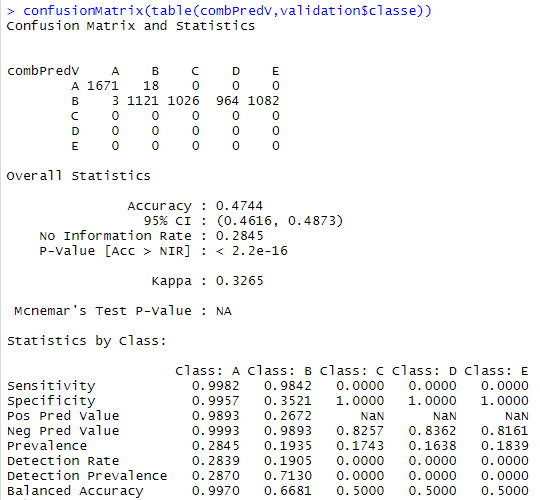 > confusionMatrix(table(combPredV,validation$classe))
Confusion Matrix and Statistics
combPredV A B C D E
A 1671 18 0 0 0
B 3 1121 1026 964 1082
C 0 0 0 0 0
D 0 0 0 0 0
E 0 0 0 0 0
Overall Statistics
Accuracy : 0.4744
95% CI : (0.4616, 0.4873)
No Information Rate : 0.2845
P-Value [Acc > NIR] : < 2.2e-16
Kappa : 0.3265
Mcnemar's Test P-Value : NA
Statistics by Class:
Class: A Class: B Class: C Class: D Class: E
Sensitivity 0.9982 0.9842 0.0000 0.0000 0.0000
Specificity 0.9957 0.3521 1.0000 1.0000 1.0000
Pos Pred Value 0.9893 0.2672 NaN NaN NaN
Neg Pred Value 0.9993 0.9893 0.8257 0.8362 0.8161
Prevalence 0.2845 0.1935 0.1743 0.1638 0.1839
Detection Rate 0.2839 0.1905 0.0000 0.0000 0.0000
Detection Prevalence 0.2870 0.7130 0.0000 0.0000 0.0000
Balanced Accuracy 0.9970 0.6681 0.5000 0.5000 0.5000